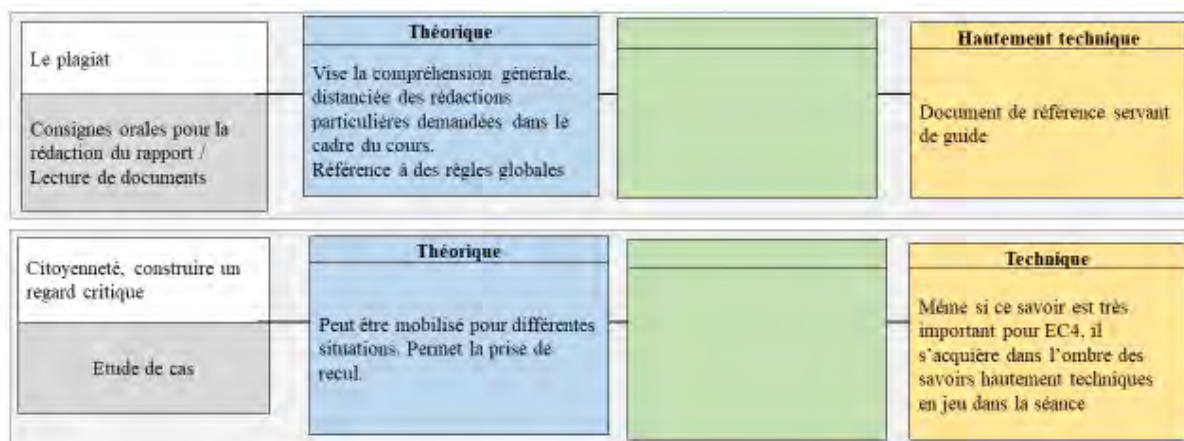 Le plagiat
Consignes orales pour la
rédaction du rapport /
Lecture de documents
Théorique
Vise la compréhension générale,
distanciée des rédactions
particulières demandées dans le
cadre du cours.
Référence à des règles globales
Hautement technique
Document de référence servant
de guide
Citoyenneté, construire un
regard critique
Etude de cas
Théorique
Peut être mobilisé pour différentes
situations. Permet la prise de
recul.
Technique
Même si ce savoir est très
important pour EC4, il
s’acquière dans l’ombre des
savoirs hautement techniques
en jeu dans la séance